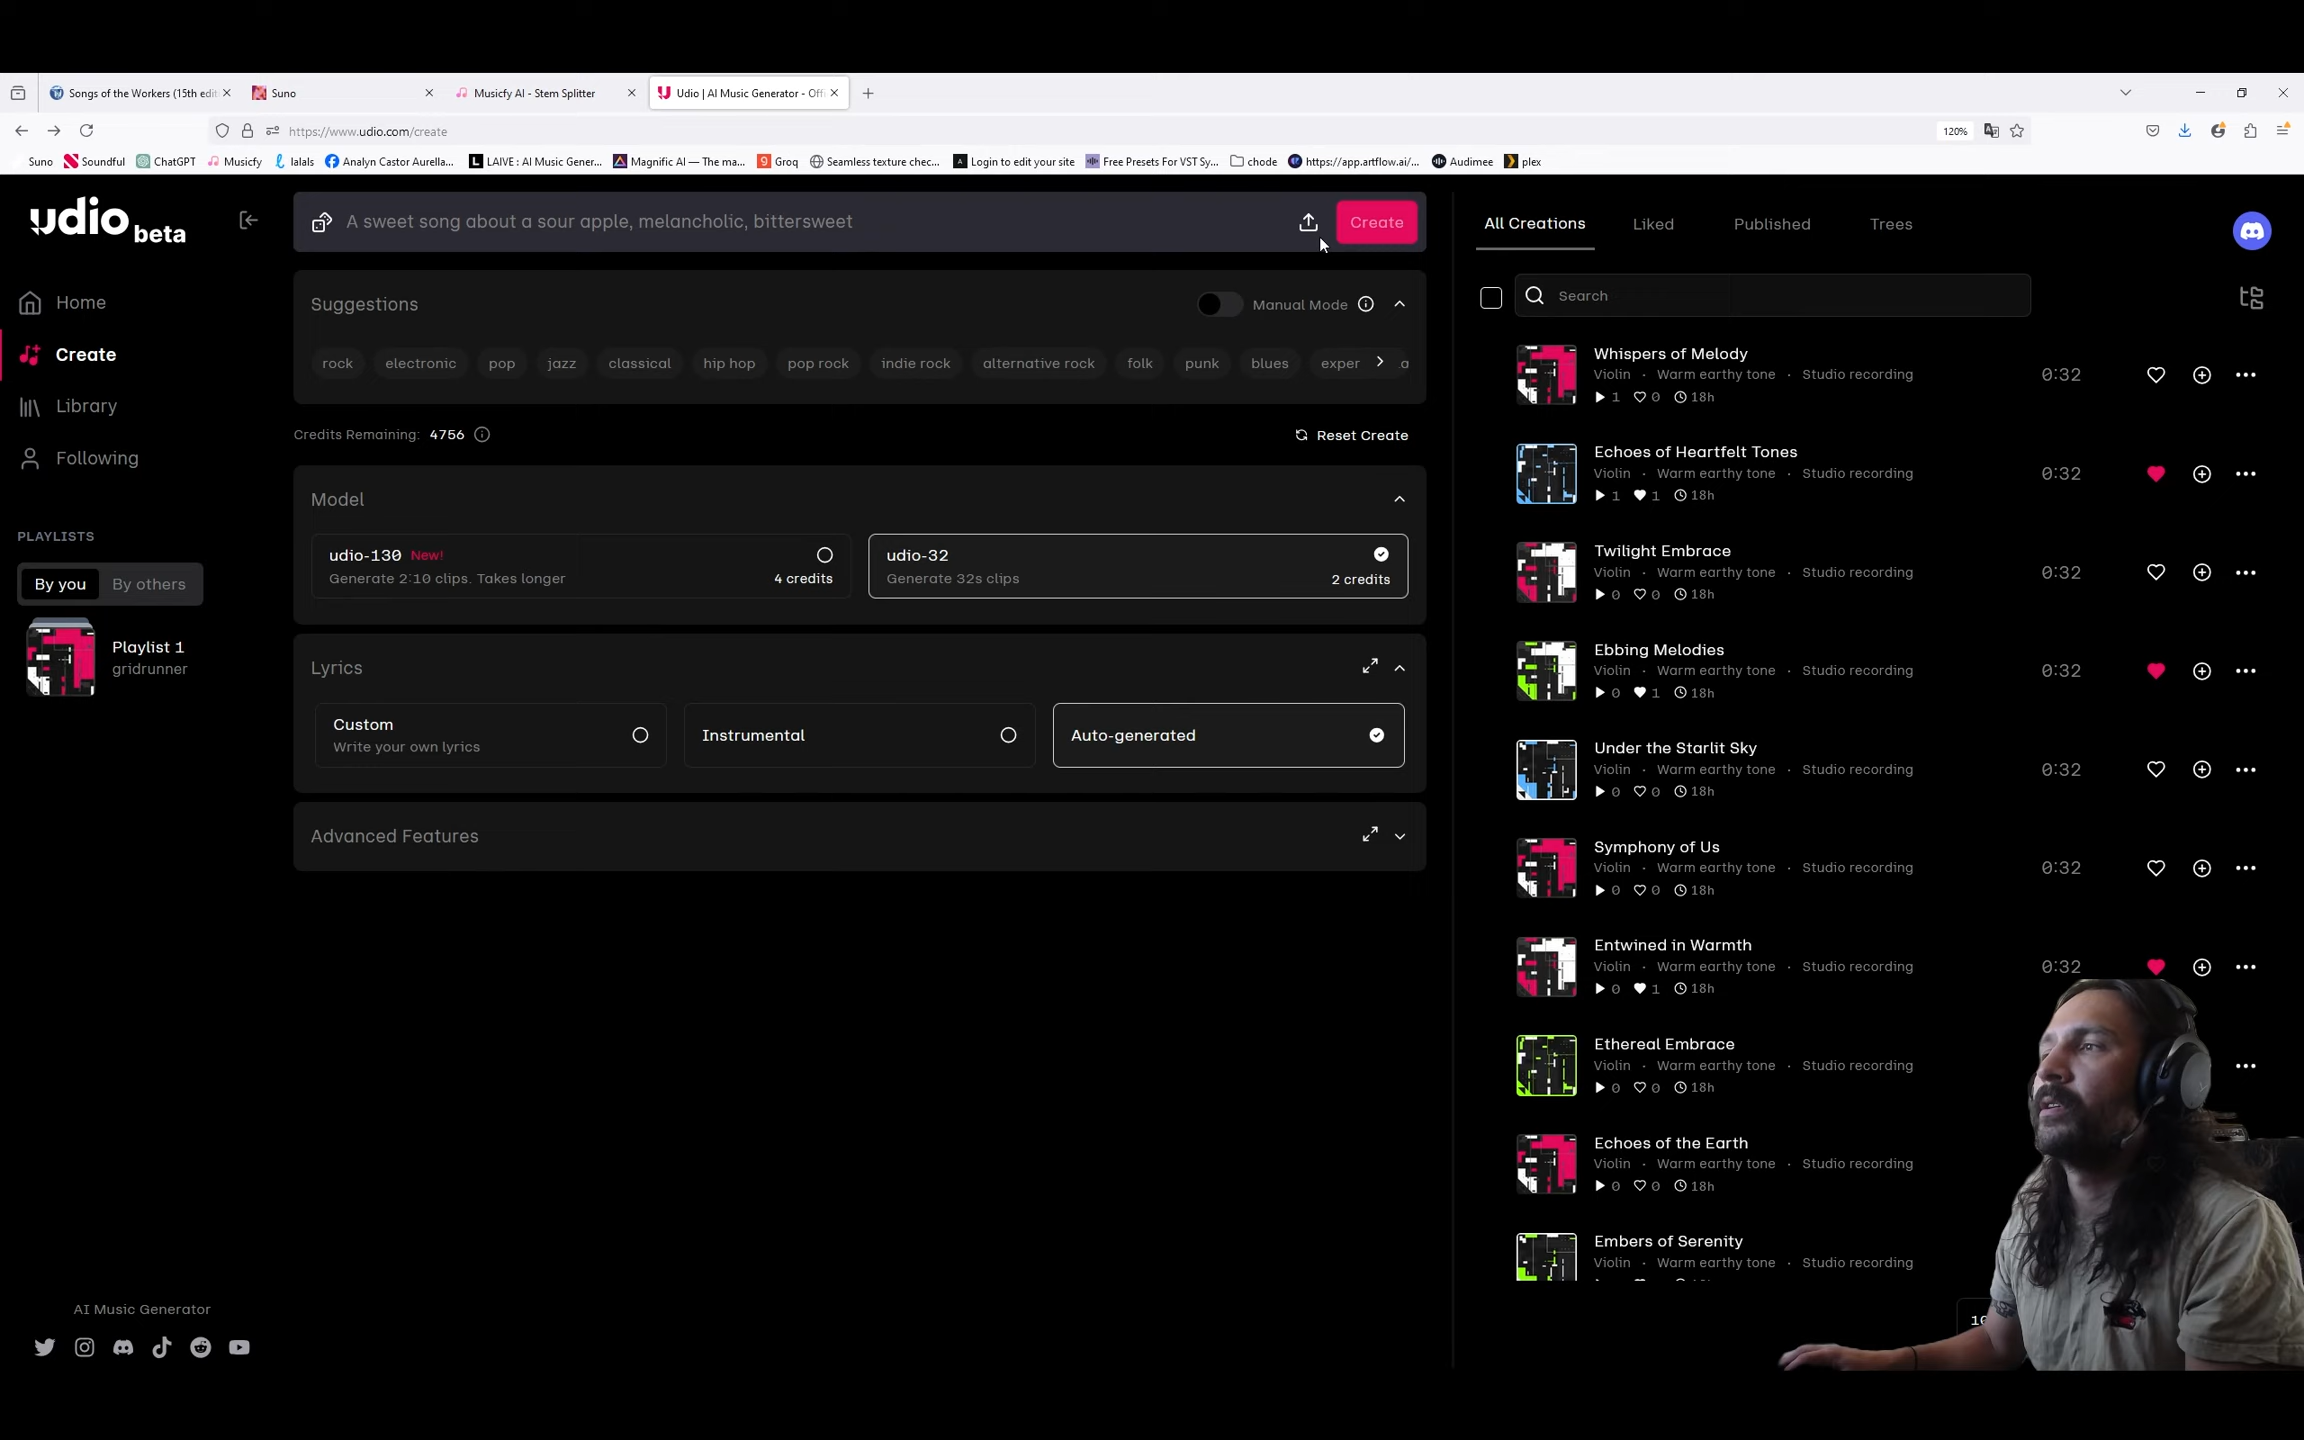 Songs of the Workers (15th edit
Suno
Musicfy AI - Stem Splitter
Udio | AI Music Generator - Offi
https://www.udio.com/create
120%
Suno
Soundful
ChatGPT
Musicfy
lalals
Analyn Castor Aurella...
LAIVE : AI Music Gener...
Magnific AI — The ma...
Groq
Seamless texture chec...
Login to edit your site
Free Presets For VST Sy...
chode
https://app.artflow.ai/...
Audimee
plex
udio beta
Home
Create
Library
Following
PLAYLISTS
By you
By others
Playlist 1
gridrunner
AI Music Generator
A sweet song about a sour apple, melancholic, bittersweet
Create
Suggestions
Manual Mode
rock
electronic
pop
jazz
classical
hip hop
pop rock
indie rock
alternative rock
folk
punk
blues
exper
Credits Remaining: 4756
Reset Create
Model
udio-130 New!
Generate 2:10 clips. Takes longer
4 credits
udio-32
Generate 32s clips
2 credits
Lyrics
Custom
Write your own lyrics
Instrumental
Auto-generated
Advanced Features
All Creations
Liked
Published
Trees
Search
Whispers of Melody
Violin · Warm earthy tone · Studio recording
0:32
1 0 18h
Echoes of Heartfelt Tones
Violin · Warm earthy tone · Studio recording
0:32
1 1 18h
Twilight Embrace
Violin · Warm earthy tone · Studio recording
0:32
0 0 18h
Ebbing Melodies
Violin · Warm earthy tone · Studio recording
0:32
0 1 18h
Under the Starlit Sky
Violin · Warm earthy tone · Studio recording
0:32
0 0 18h
Symphony of Us
Violin · Warm earthy tone · Studio recording
0:32
0 0 18h
Entwined in Warmth
Violin · Warm earthy tone · Studio recording
0:32
0 1 18h
Ethereal Embrace
Violin · Warm earthy tone · Studio recording
0 0 18h
Echoes of the Earth
Violin · Warm earthy tone · Studio recording
0 0 18h
Embers of Serenity
Violin · Warm earthy tone · Studio recording